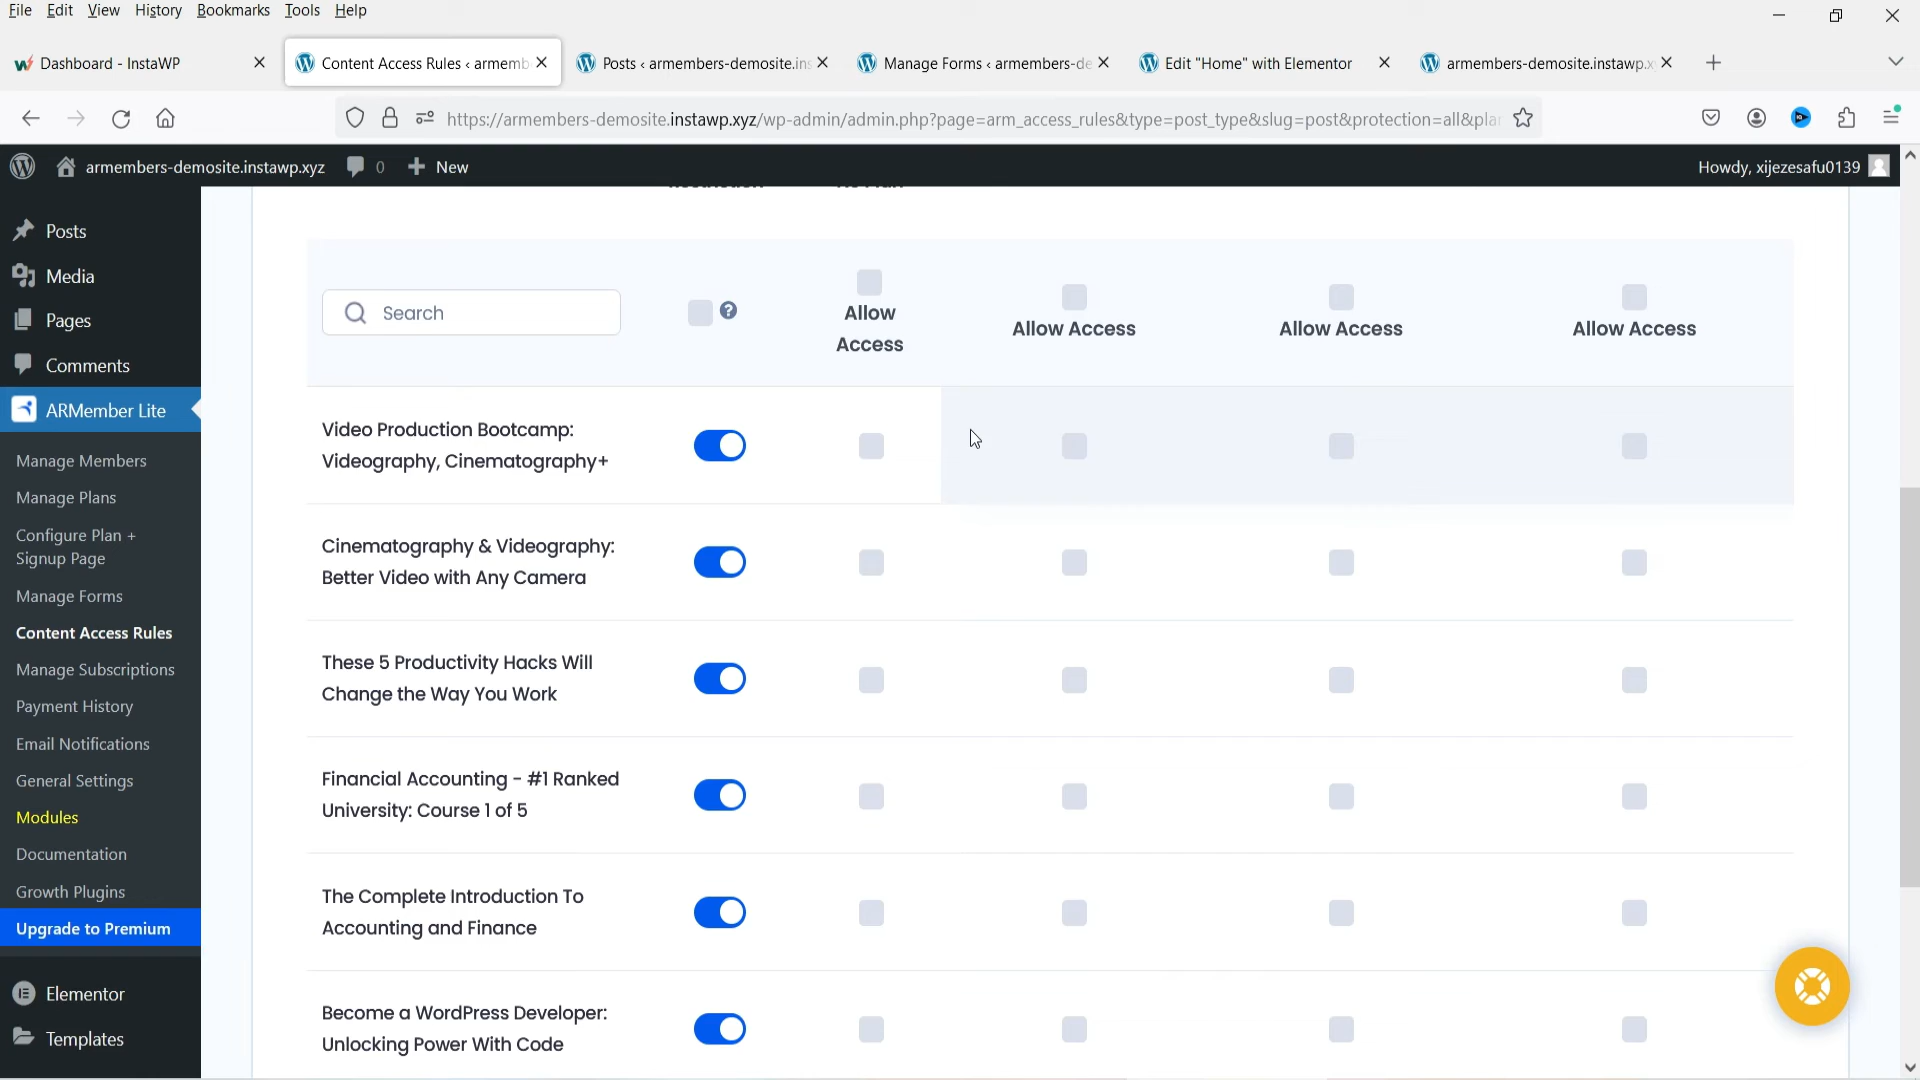 File Edit View History Bookmarks Tools Help
Dashboard - InstaWP
Content Access Rules ‹ armemb
Posts ‹ armembers-demosite.ins
Manage Forms ‹ armembers-de
Edit "Home" with Elementor
armembers-demosite.instawp.x
https://armembers-demosite.instawp.xyz/wp-admin/admin.php?page=arm_access_rules&type=post_type&slug=post&protection=all&plan
armembers-demosite.instawp.xyz 0 New Howdy, xijezesafu0139
Posts
Media
Pages
Comments
ARMember Lite
Manage Members
Manage Plans
Configure Plan +
Signup Page
Manage Forms
Content Access Rules
Manage Subscriptions
Payment History
Email Notifications
General Settings
Modules
Documentation
Growth Plugins
Upgrade to Premium
Elementor
Templates
Search ?
Allow
Access
Allow Access
Allow Access
Allow Access
Video Production Bootcamp:
Videography, Cinematography+
Cinematography & Videography:
Better Video with Any Camera
These 5 Productivity Hacks Will
Change the Way You Work
Financial Accounting - #1 Ranked
University: Course 1 of 5
The Complete Introduction To
Accounting and Finance
Become a WordPress Developer:
Unlocking Power With Code